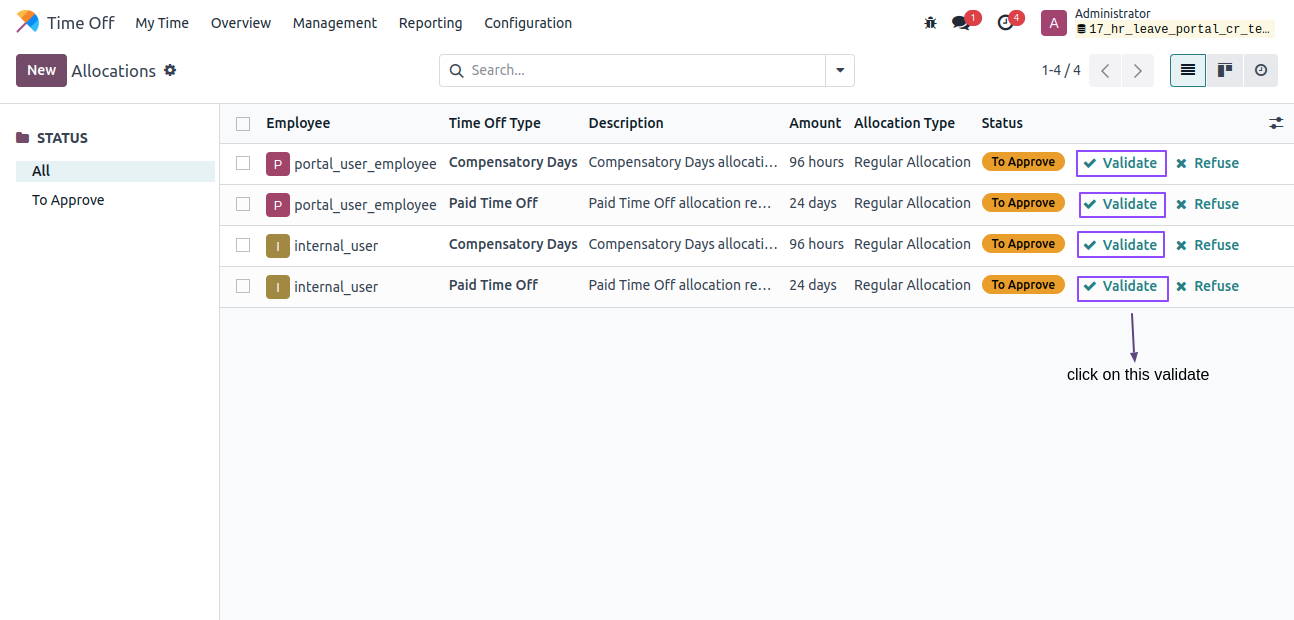 Time Off My Time Overview Management Reporting Configuration 1 4 A Administrator
17_hr_leave_portal_cr_te...
New Allocations Search... 1-4 / 4
STATUS
All
To Approve
Employee Time Off Type Description Amount Allocation Type Status
P portal_user_employee Compensatory Days Compensatory Days allocati... 96 hours Regular Allocation To Approve Validate Refuse
P portal_user_employee Paid Time Off Paid Time Off allocation re... 24 days Regular Allocation To Approve Validate Refuse
I internal_user Compensatory Days Compensatory Days allocati... 96 hours Regular Allocation To Approve Validate Refuse
I internal_user Paid Time Off Paid Time Off allocation re... 24 days Regular Allocation To Approve Validate Refuse
click on this validate